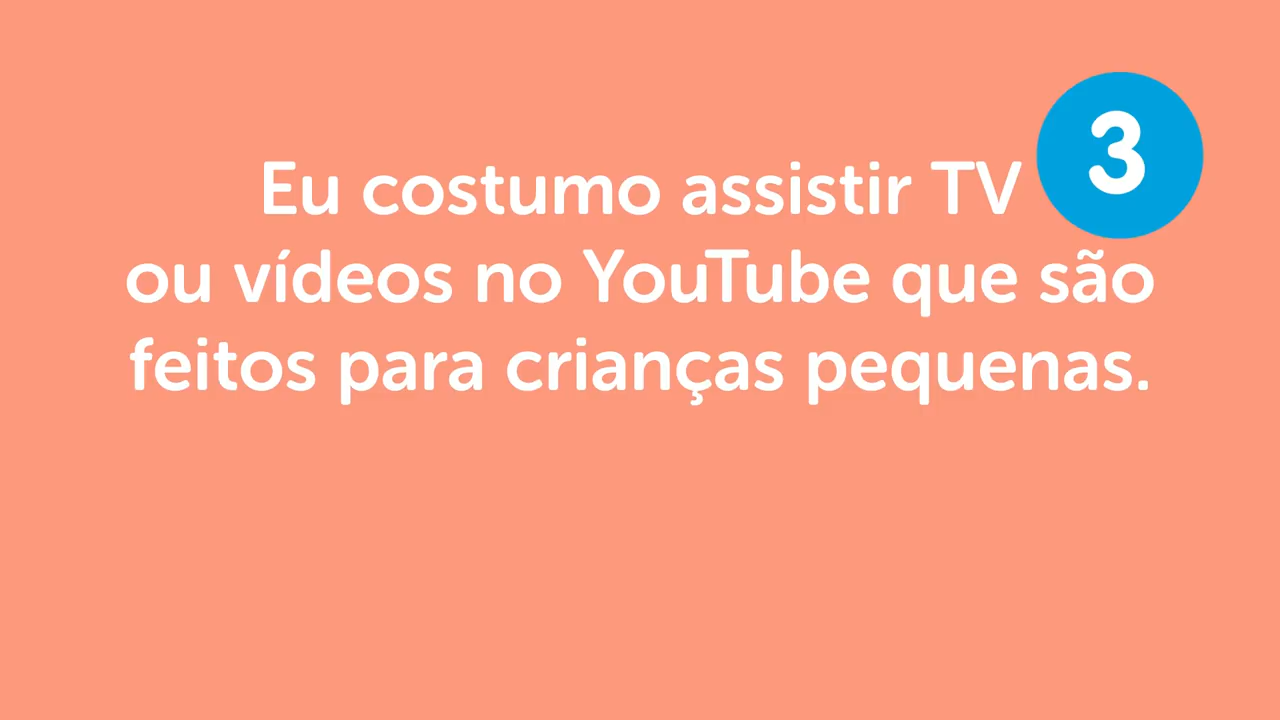 3
Eu costumo assistir TV
ou vídeos no YouTube que são
feitos para crianças pequenas.